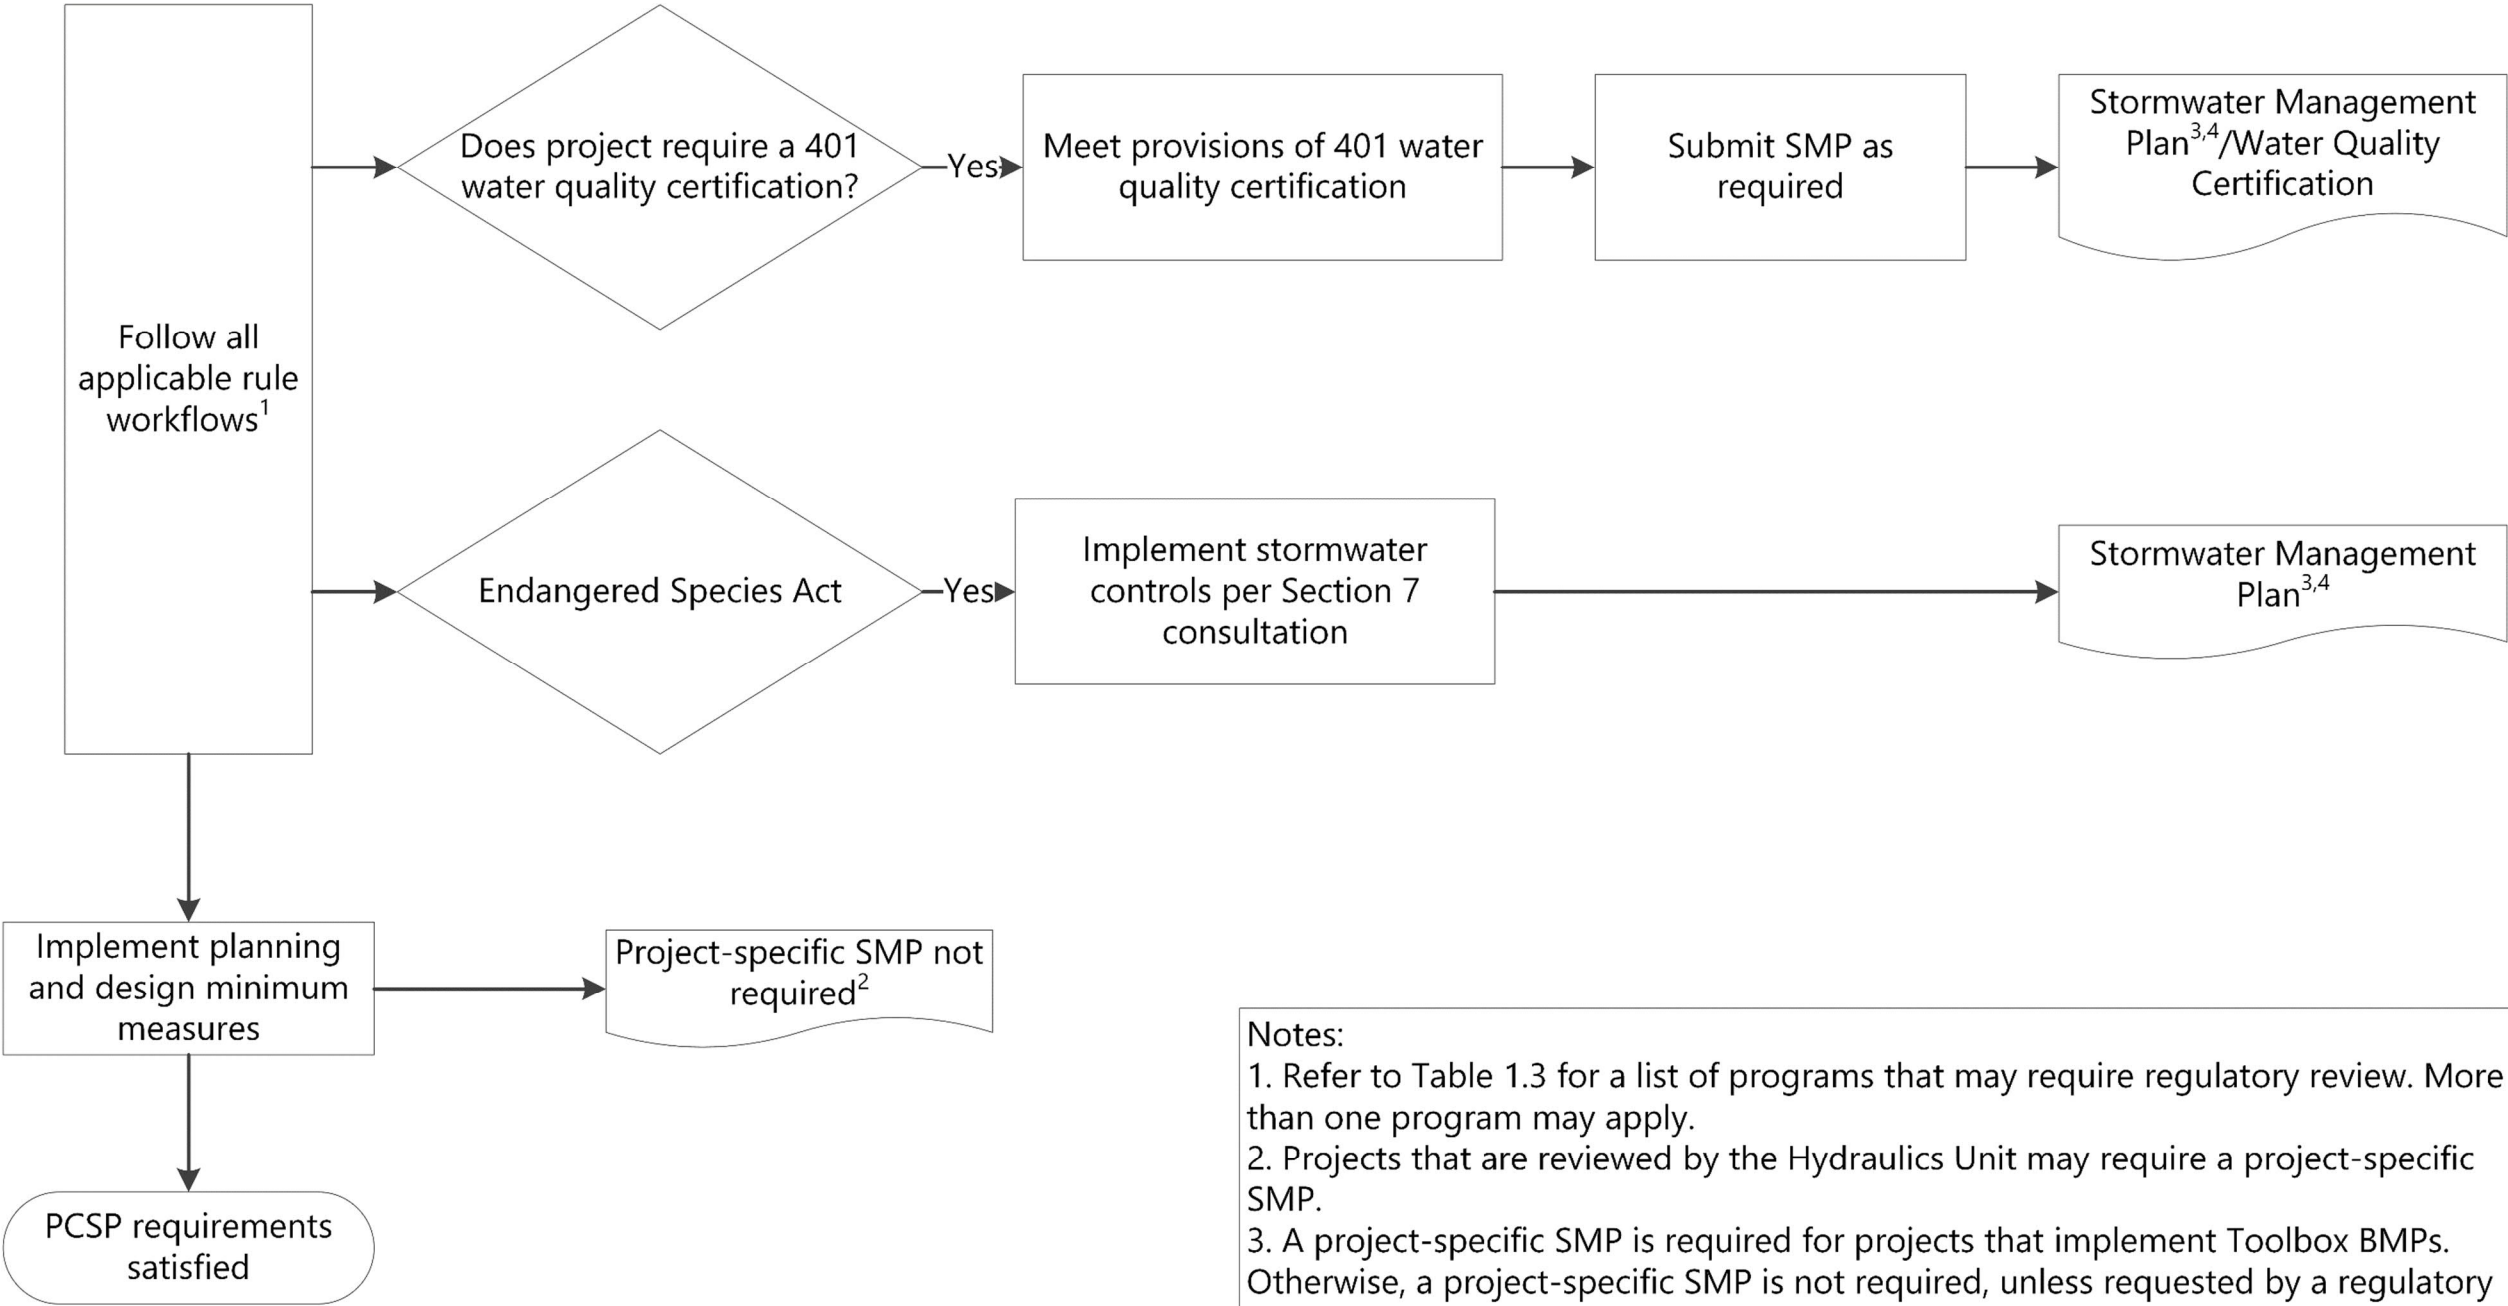 Follow all
applicable rule
workflows1
Does project require a 401
water quality certification?
Yes
Meet provisions of 401 water
quality certification
Submit SMP as
required
Stormwater Management
Plan3,4/Water Quality
Certification
Endangered Species Act
Yes
Implement stormwater
controls per Section 7
consultation
Stormwater Management
Plan3,4
Implement planning
and design minimum
measures
Project-specific SMP not
required2
PCSP requirements
satisfied
Notes:
1. Refer to Table 1.3 for a list of programs that may require regulatory review. More
than one program may apply.
2. Projects that are reviewed by the Hydraulics Unit may require a project-specific
SMP.
3. A project-specific SMP is required for projects that implement Toolbox BMPs.
Otherwise, a project-specific SMP is not required, unless requested by a regulatory